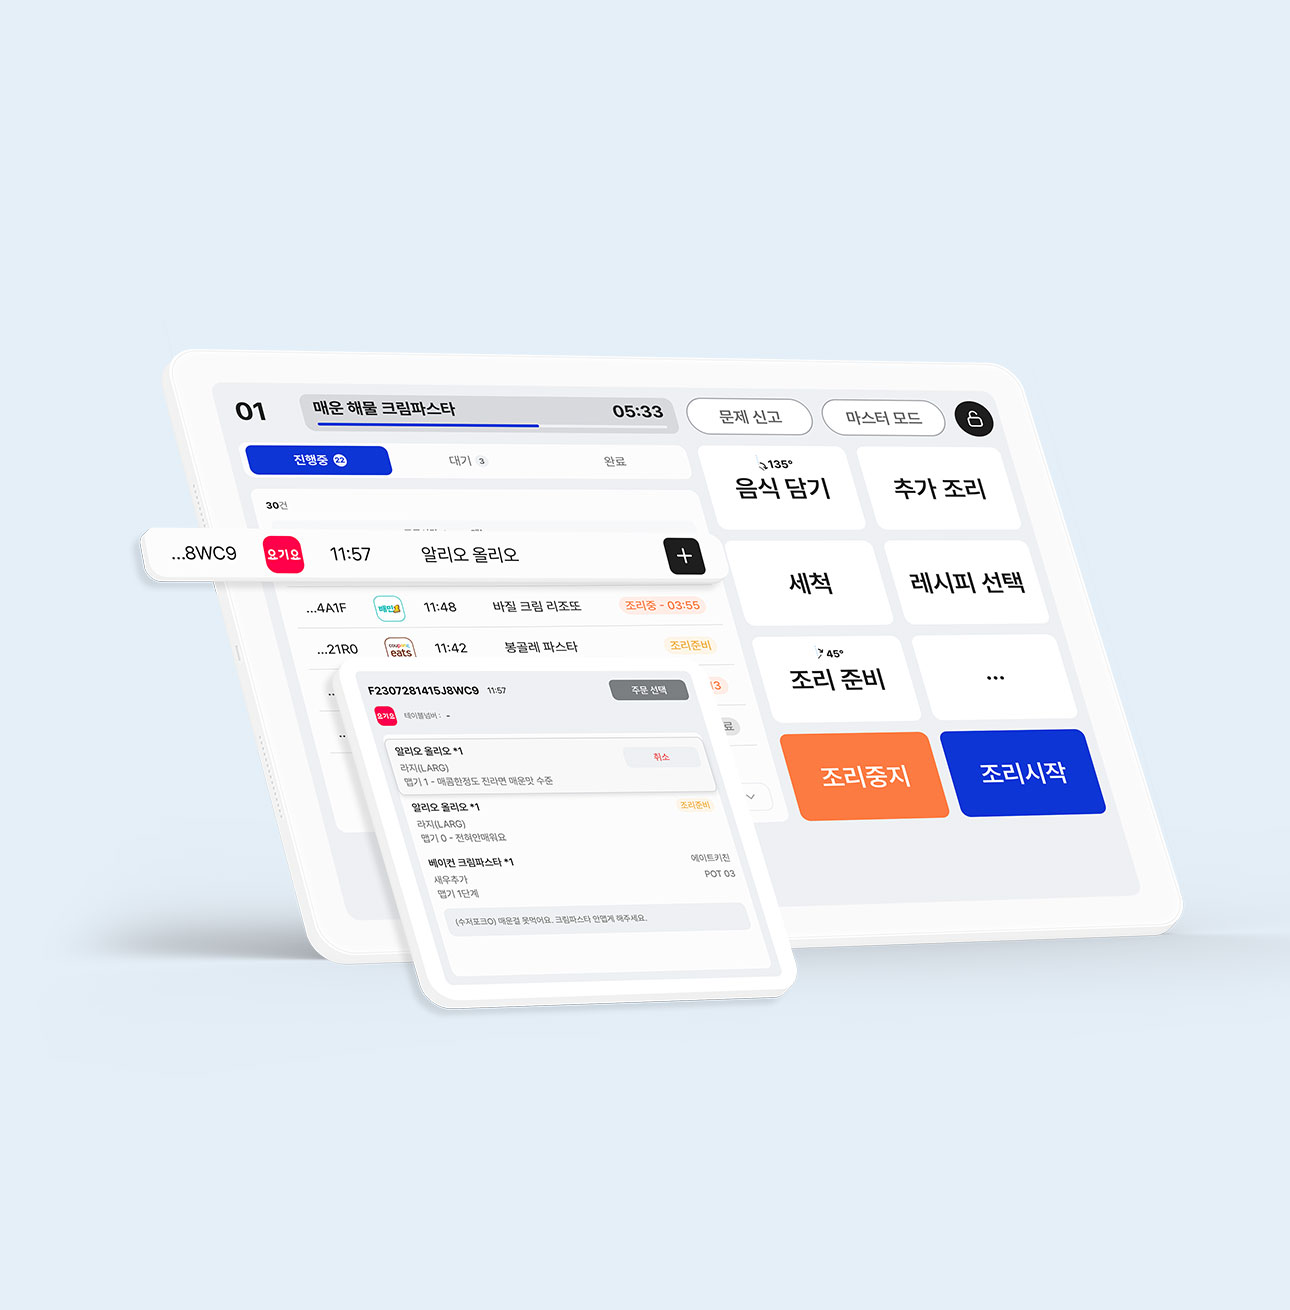 01
매운 해물 크림파스타
05:33
문제 신고
마스터 모드
진행중 22
대기 3
완료
30건
...8WC9 요기요 11:57 알리오 올리오
...4A1F 배민 11:48 바질 크림 리조또 조리중 - 03:55
...21R0 coupang eats 11:42 봉골레 파스타 조리준비
135°
음식 담기
추가 조리
세척
레시피 선택
45°
조리 준비
...
조리중지
조리시작
F2307281415J8WC9 11:57 주문 선택
요기요 테이블넘버 : -
알리오 올리오 *1 취소
라지(LARG)
맵기 1 - 매콤한정도 진라면 매운맛 수준
알리오 올리오 *1 조리준비
라지(LARG)
맵기 0 - 전혀안매워요
베이컨 크림파스타 *1 에이트키친
새우추가 POT 03
맵기 1단계
(수저포크O) 매운걸 못먹어요. 크림파스타 안맵게 해주세요.